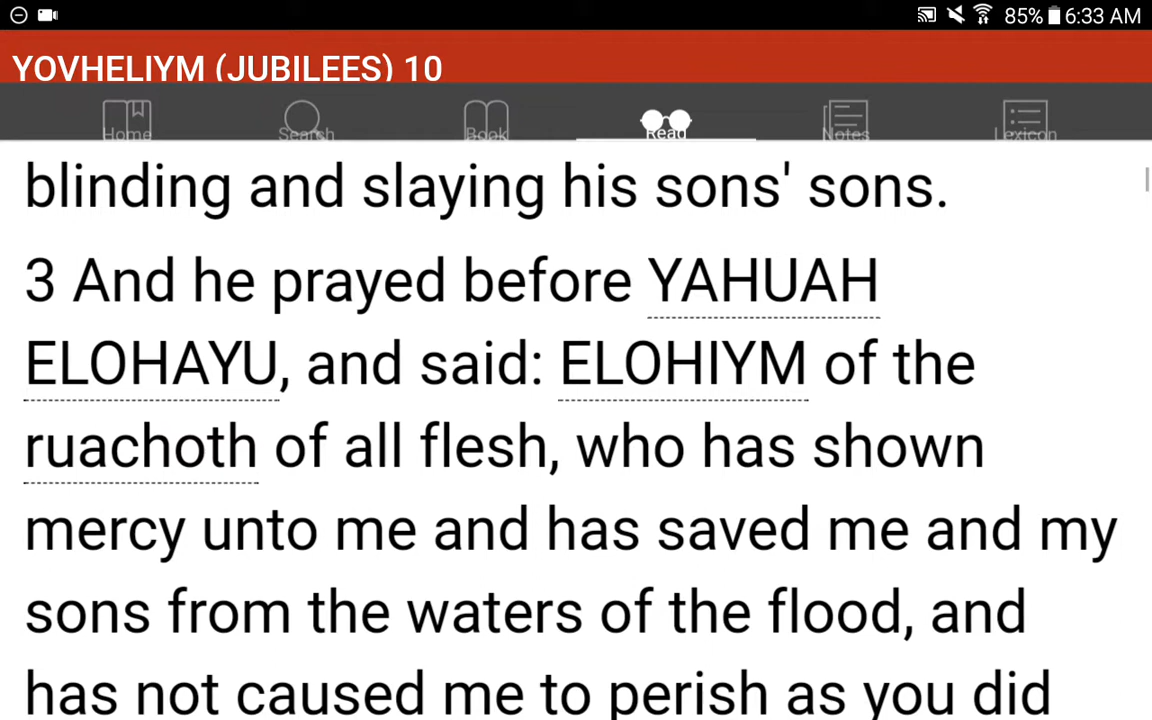 85% 6:33 AM
YOVHELIYM (JUBILEES) 10
Home Search Book Read Notes Lexicon
blinding and slaying his sons' sons.
3 And he prayed before YAHUAH
ELOHAYU, and said: ELOHIYM of the
ruachoth of all flesh, who has shown
mercy unto me and has saved me and my
sons from the waters of the flood, and
has not caused me to perish as you did